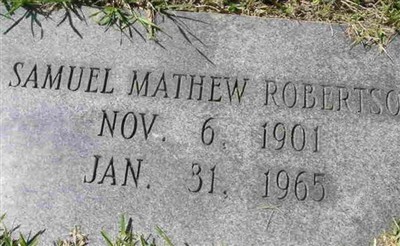 SAMUEL MATHEW ROBERTSO
NOV. 6, 1901
JAN. 31, 1965